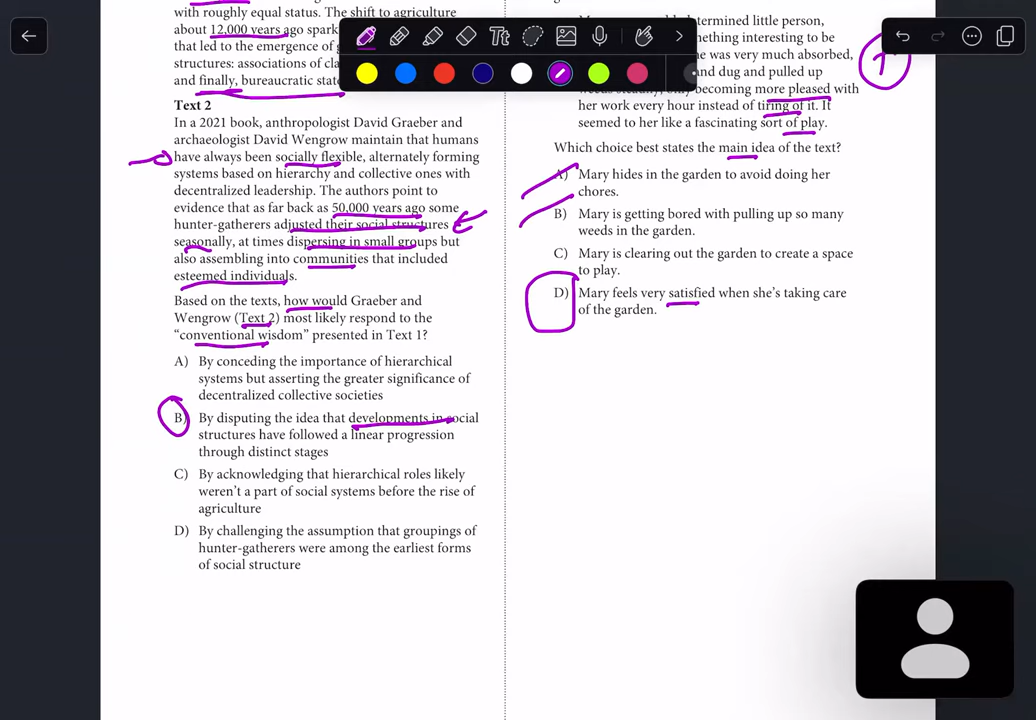 with roughly equal status. The shift to agriculture
about 12,000 years ago
that led to the emergence of
structures: associations of
and finally, bureaucratic
Text 2
In a 2021 book, anthropologist David Graeber and
archaeologist David Wengrow maintain that humans
have always been socially flexible, alternately forming
systems based on hierarchy and collective ones with
decentralized leadership. The authors point to
evidence that as far back as 50,000 years ago some
hunter-gatherers adjusted their social structures
seasonally, at times dispersing in small groups but
also assembling into communities that included
esteemed individuals.
Based on the texts, how would Graeber and
Wengrow (Text 2) most likely respond to the
“conventional wisdom” presented in Text 1?
A) By conceding the importance of hierarchical
systems but asserting the greater significance of
decentralized collective societies
B) By disputing the idea that developments in social
structures have followed a linear progression
through distinct stages
C) By acknowledging that hierarchical roles likely
weren’t a part of social systems before the rise of
agriculture
D) By challenging the assumption that groupings of
hunter-gatherers were among the earliest forms
of social structure
determined little person,
interesting to be
was very much absorbed,
and dug and pulled up
becoming more pleased with
her work every hour instead of tiring of it. It
seemed to her like a fascinating sort of play.
Which choice best states the main idea of the text?
A) Mary hides in the garden to avoid doing her
chores.
B) Mary is getting bored with pulling up so many
weeds in the garden.
C) Mary is clearing out the garden to create a space
to play.
D) Mary feels very satisfied when she’s taking care
of the garden.
Tt